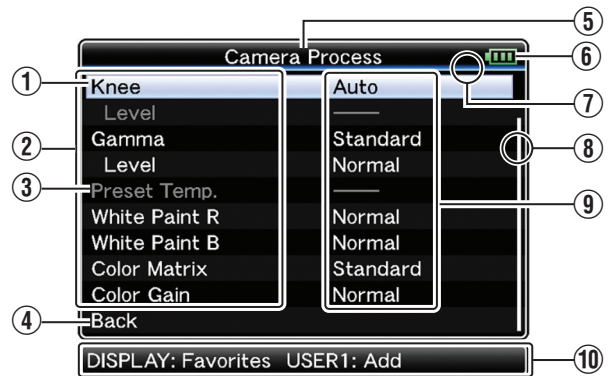 ⑤
Camera Process ⑥
① Knee Auto ⑦
Level ——
② Gamma Standard ⑧
Level Normal
③ Preset Temp. —— ⑨
White Paint R Normal
White Paint B Normal
Color Matrix Standard
Color Gain Normal
④ Back
DISPLAY: Favorites USER1: Add ⑩